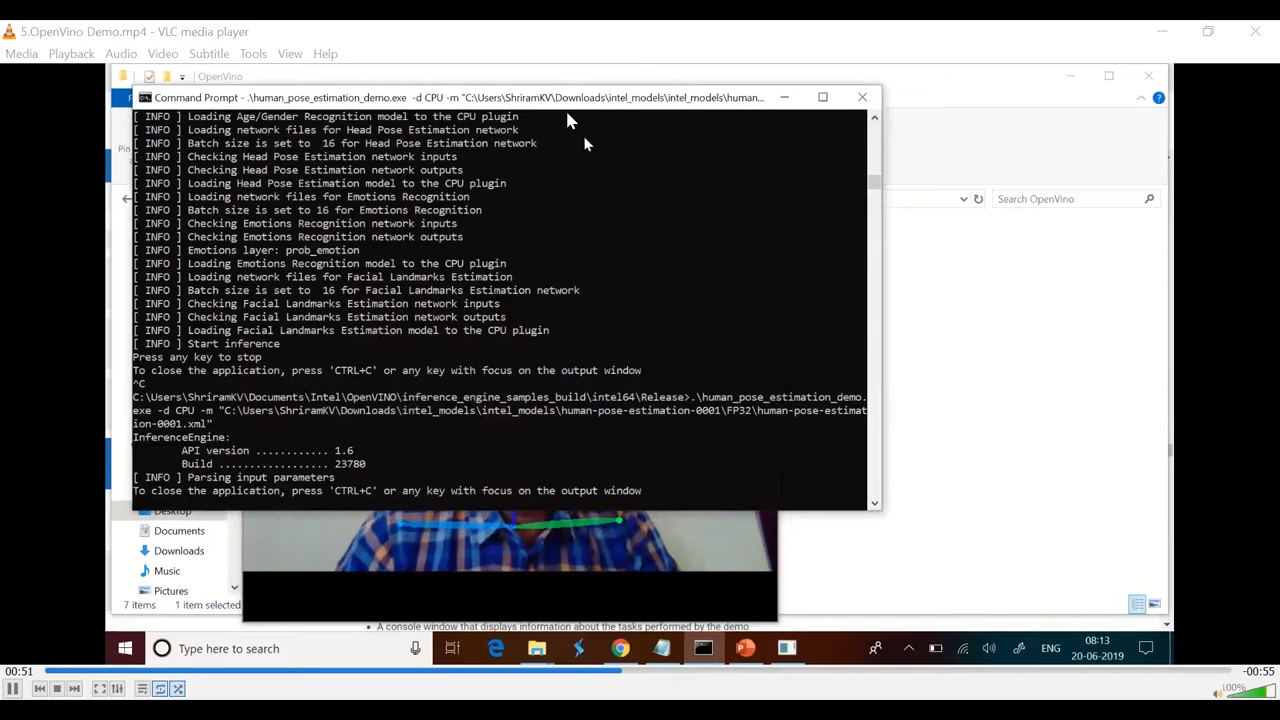 5.OpenVino Demo.mp4 - VLC media player
Media Playback Audio Video Subtitle Tools View Help
OpenVino
Command Prompt - .\human_pose_estimation_demo.exe -d CPU -m "C:\Users\ShriramKV\Downloads\intel_models\intel_models\human...
[ INFO ] Loading Age/Gender Recognition model to the CPU plugin
[ INFO ] Loading network files for Head Pose Estimation network
[ INFO ] Batch size is set to 16 for Head Pose Estimation network
[ INFO ] Checking Head Pose Estimation network inputs
[ INFO ] Checking Head Pose Estimation network outputs
[ INFO ] Loading Head Pose Estimation model to the CPU plugin
[ INFO ] Loading network files for Emotions Recognition
[ INFO ] Batch size is set to 16 for Emotions Recognition
[ INFO ] Checking Emotions Recognition network inputs
[ INFO ] Checking Emotions Recognition network outputs
[ INFO ] Emotions layer: prob_emotion
[ INFO ] Loading Emotions Recognition model to the CPU plugin
[ INFO ] Loading network files for Facial Landmarks Estimation
[ INFO ] Batch size is set to 16 for Facial Landmarks Estimation network
[ INFO ] Checking Facial Landmarks Estimation network inputs
[ INFO ] Checking Facial Landmarks Estimation network outputs
[ INFO ] Loading Facial Landmarks Estimation model to the CPU plugin
[ INFO ] Start inference
Press any key to stop
To close the application, press 'CTRL+C' or any key with focus on the output window
^C
C:\Users\ShriramKV\Documents\Intel\OpenVINO\inference_engine_samples_build\intel64\Release>.\human_pose_estimation_demo.
exe -d CPU -m "C:\Users\ShriramKV\Downloads\intel_models\intel_models\human-pose-estimation-0001\FP32\human-pose-estimat
ion-0001.xml"
InferenceEngine:
API version ............ 1.6
Build .................. 23780
[ INFO ] Parsing input parameters
To close the application, press 'CTRL+C' or any key with focus on the output window
Search OpenVino
Desktop
Documents
Downloads
Music
Pictures
7 items 1 item selected
A console window that displays information about the tasks performed by the demo
Type here to search
ENG
08:13
20-06-2019
00:51
-00:55
100%